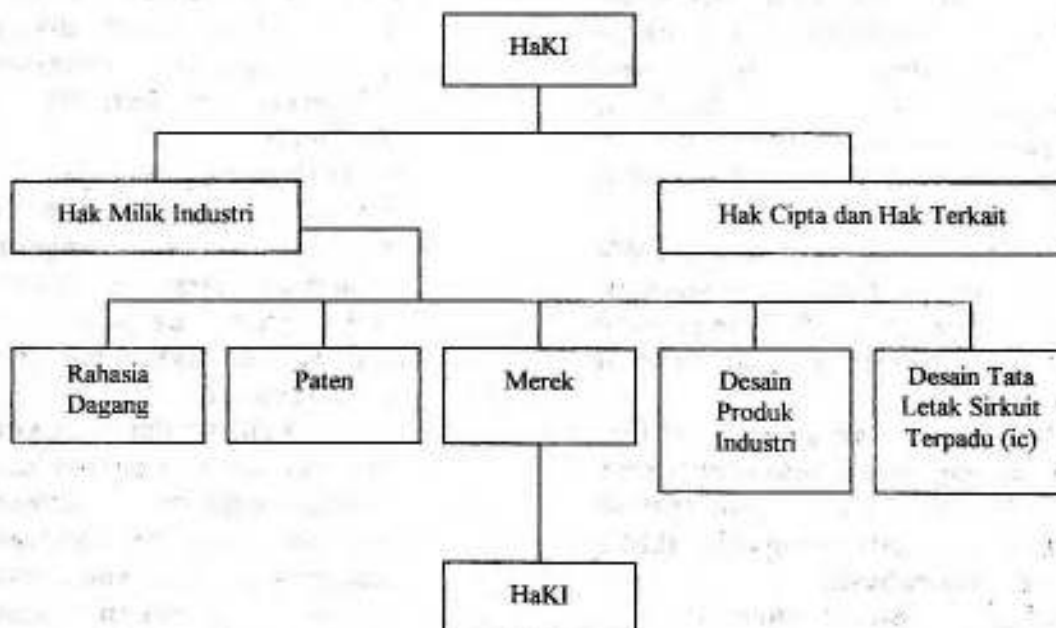 HaKI
Hak Milik Industri
Hak Cipta dan Hak Terkait
Rahasia
Dagang
Paten
Merek
Desain
Produk
Industri
Desain Tata
Letak Sirkuit
Terpadu (ic)
HaKI